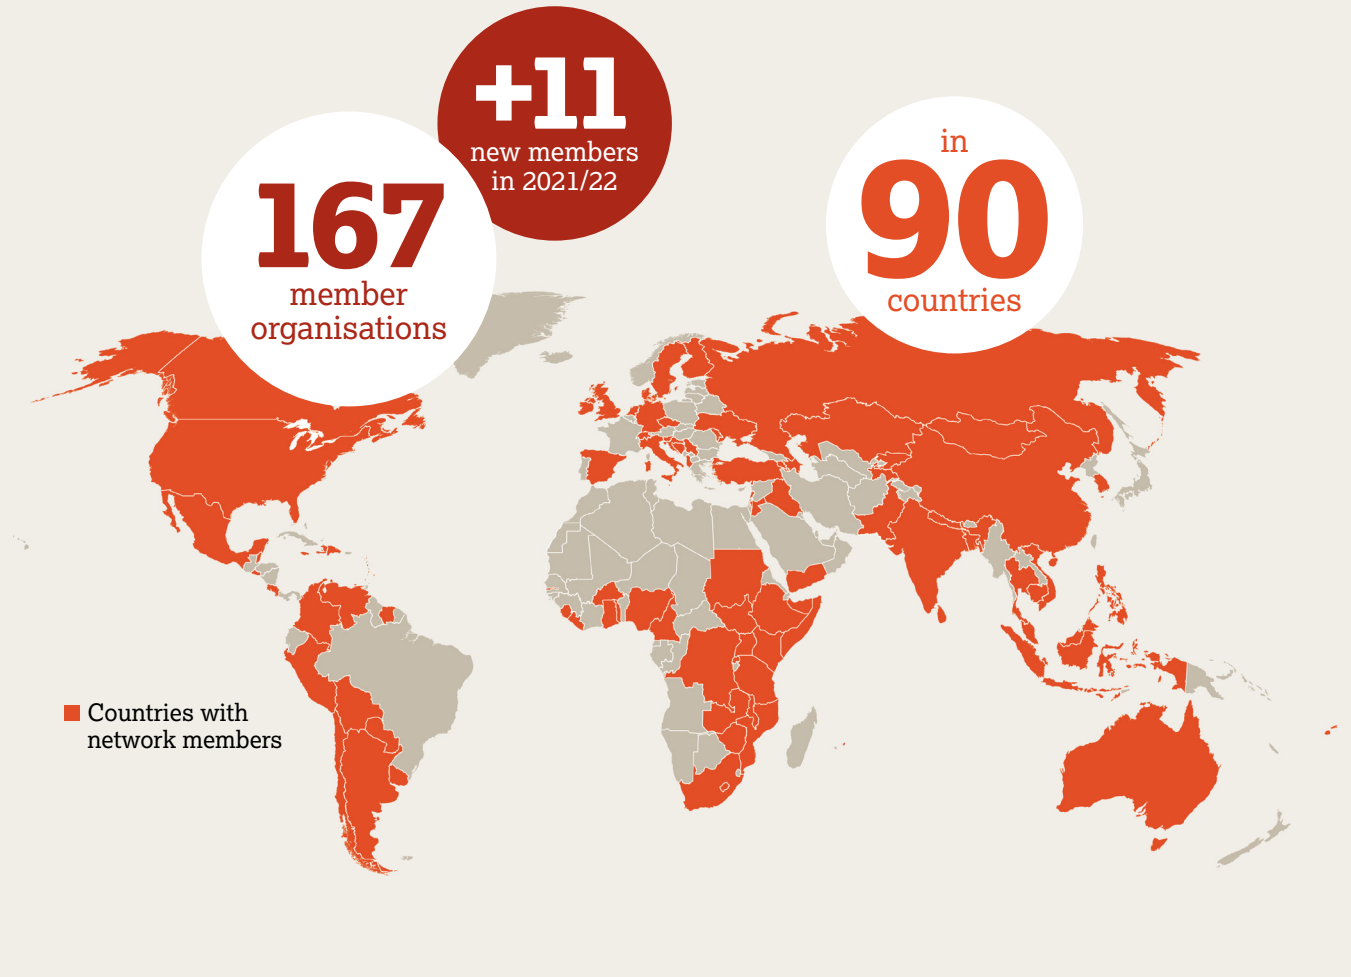 +11
new members
in 2021/22
167
member
organisations
in
90
countries
Countries with
network members